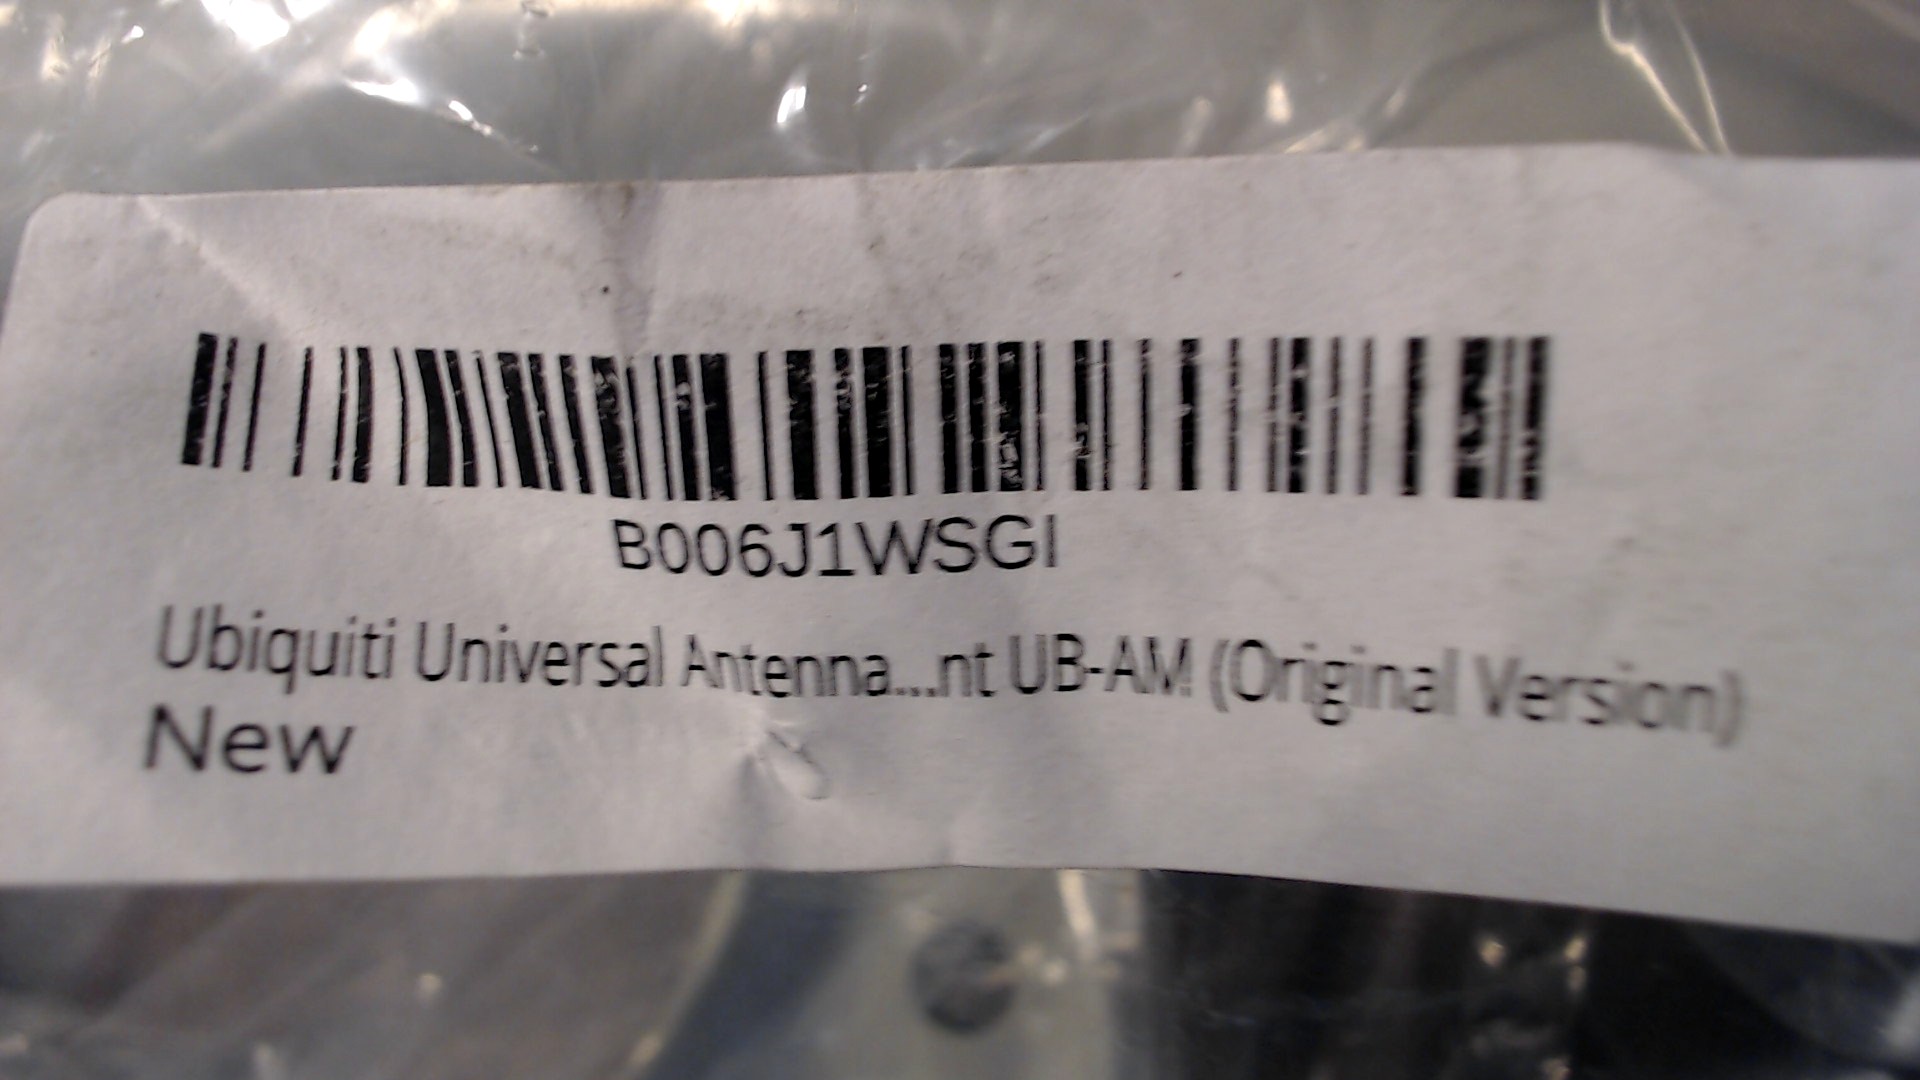 B006J1WSGI
Ubiquiti Universal Antenna...nt UB-AM (Original Version)
New